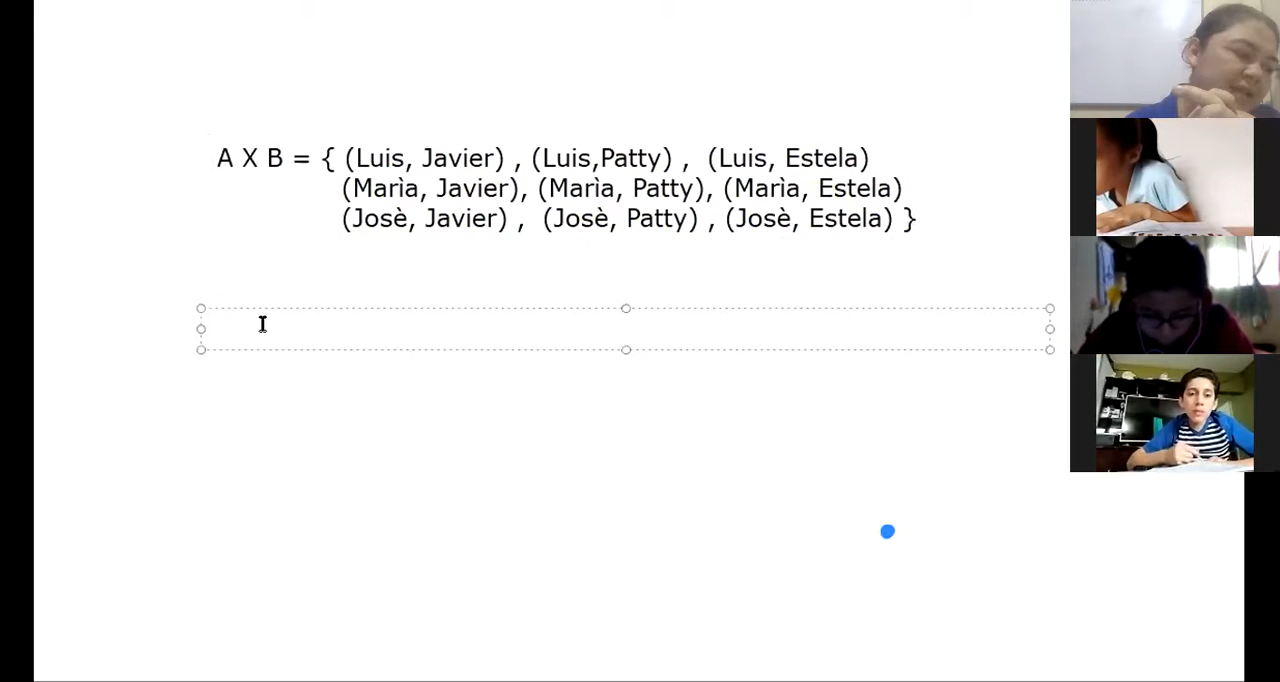 A X B = { (Luis, Javier) , (Luis,Patty) , (Luis, Estela)
(Marìa, Javier), (Marìa, Patty), (Marìa, Estela)
(Josè, Javier) , (Josè, Patty) , (Josè, Estela) }